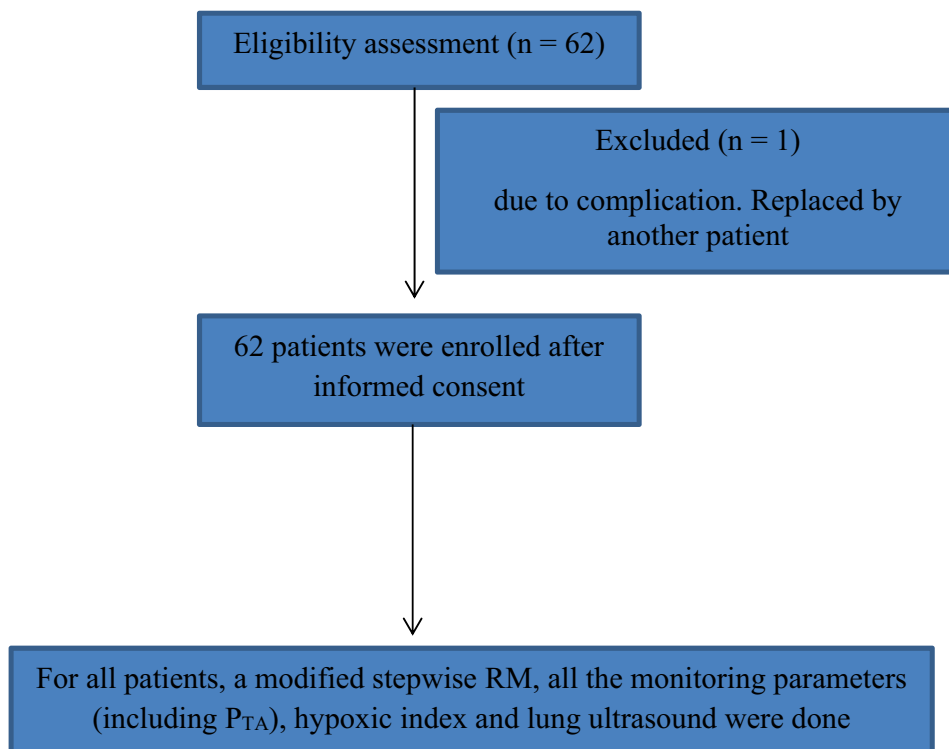 Eligibility assessment (n = 62)
Excluded (n = 1)
due to complication. Replaced by
another patient
62 patients were enrolled after
informed consent
For all patients, a modified stepwise RM, all the monitoring parameters
(including PTA), hypoxic index and lung ultrasound were done